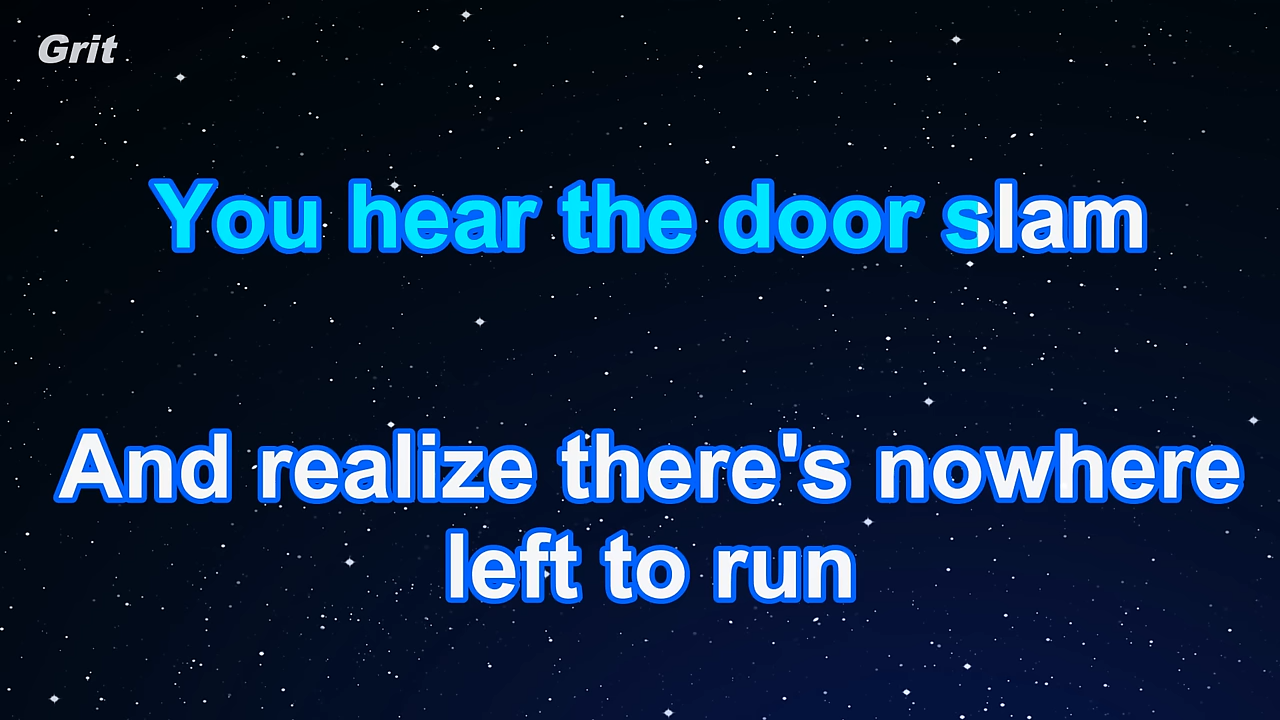 Grit
You hear the door slam
And realize there's nowhere
left to run